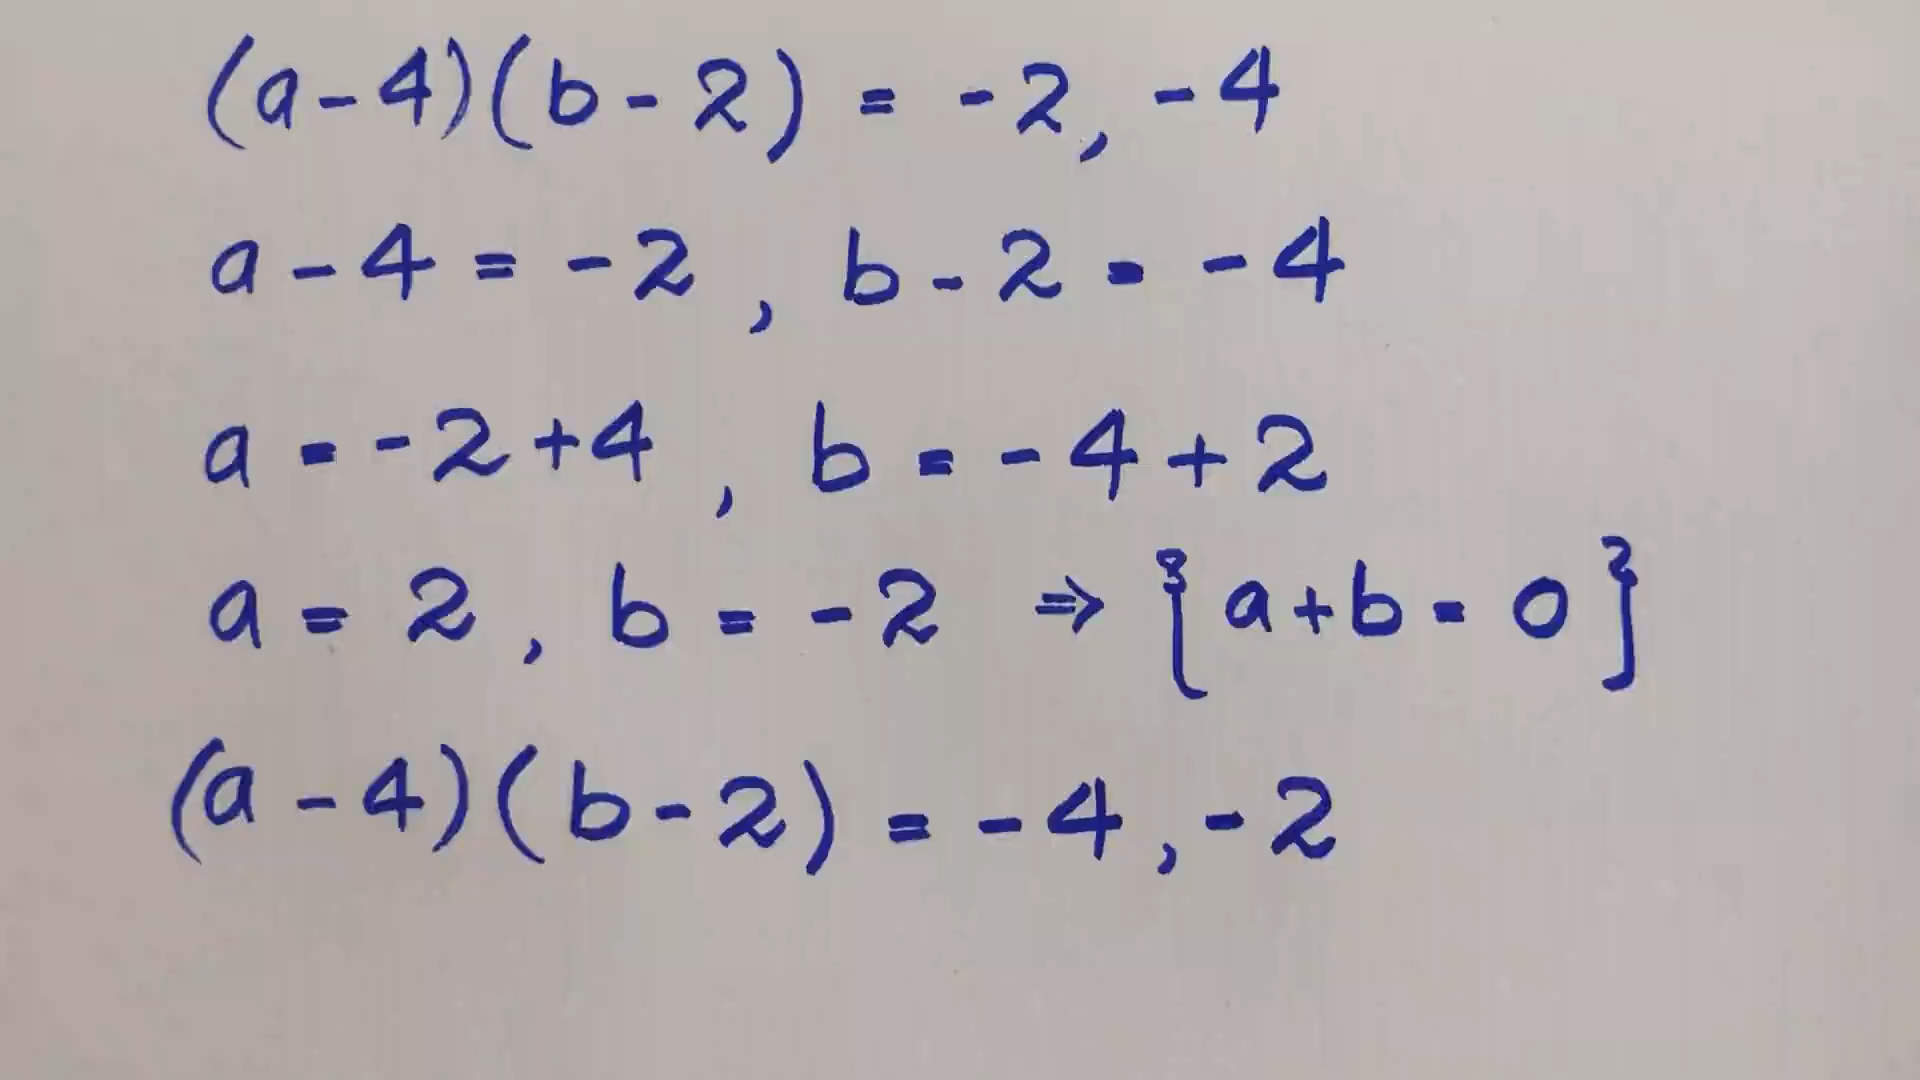 (a-4)(b-2) = -2, -4
a-4 = -2, b-2 = -4
a = -2+4, b = -4+2
a = 2, b = -2 ⇒ {a+b = 0}
(a-4)(b-2) = -4, -2